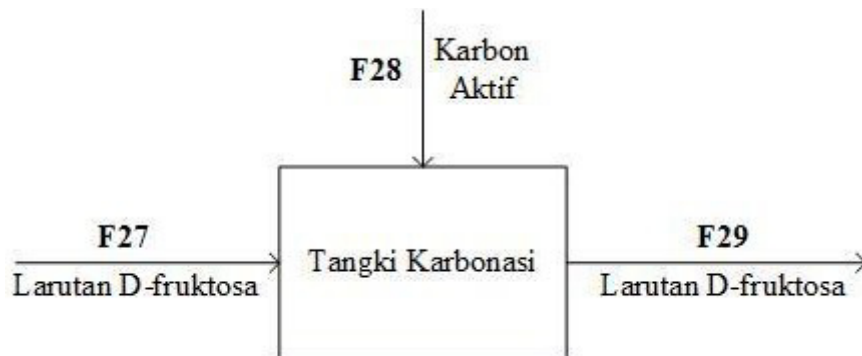 F28
Karbon
Aktif
F27
Larutan D-fruktosa
Tangki Karbonasi
F29
Larutan D-fruktosa